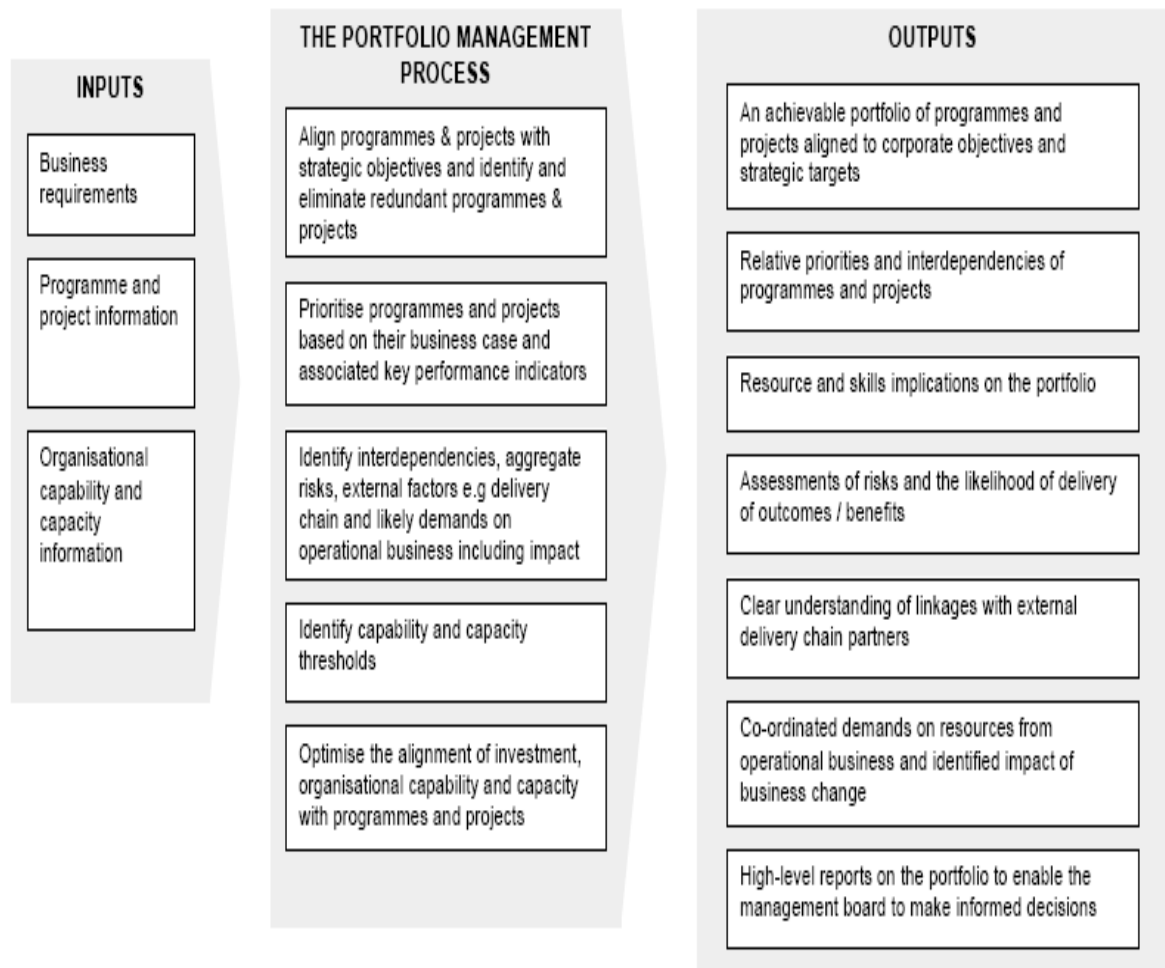 INPUTS
Business
requirements
Programme and
project information
Organisational
capability and
capacity
information
THE PORTFOLIO MANAGEMENT
PROCESS
Align programmes & projects with
strategic objectives and identify and
eliminate redundant programmes &
projects
Prioritise programmes and projects
based on their business case and
associated key performance indicators
Identify interdependencies, aggregate
risks, external factors e.g delivery
chain and likely demands on
operational business including impact
Identify capability and capacity
thresholds
Optimise the alignment of investment,
organisational capability and capacity
with programmes and projects
OUTPUTS
An achievable portfolio of programmes and
projects aligned to corporate objectives and
strategic targets
Relative priorities and interdependencies of
programmes and projects
Resource and skills implications on the portfolio
Assessments of risks and the likelihood of delivery
of outcomes / benefits
Clear understanding of linkages with external
delivery chain partners
Co-ordinated demands on resources from
operational business and identified impact of
business change
High-level reports on the portfolio to enable the
management board to make informed decisions